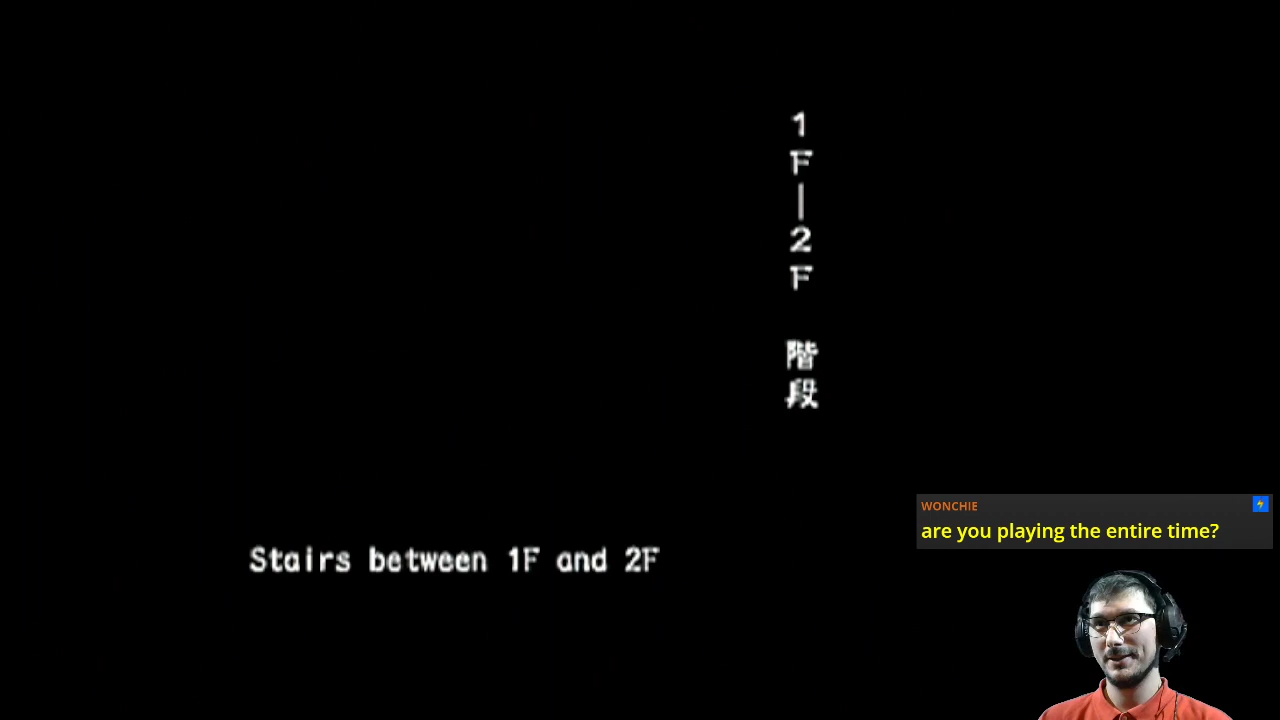 1F―2F 階段
WONCHIE
are you playing the entire time?
Stairs between 1F and 2F